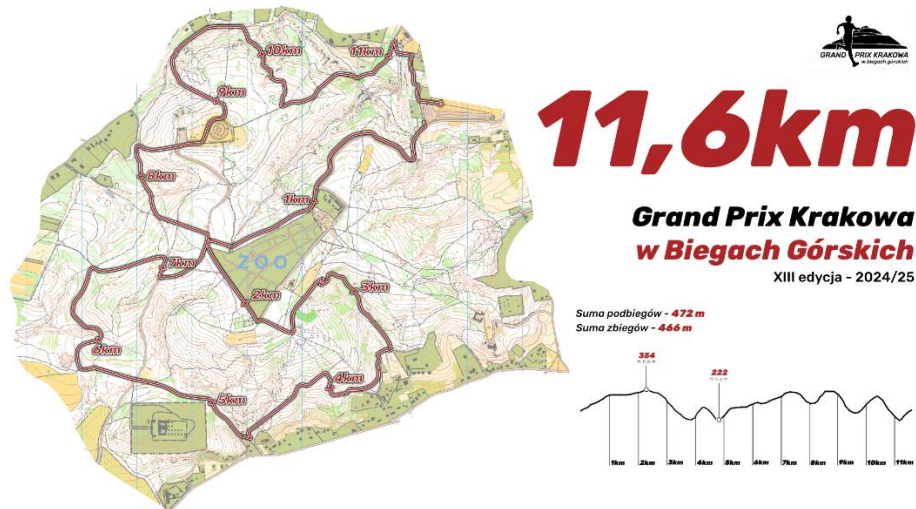 GRAND PRIX KRAKOWA
w biegach górskich
11,6km
Grand Prix Krakowa
w Biegach Górskich
XIII edycja - 2024/25
Suma podbiegów - 472 m
Suma zbiegów - 466 m
354
m n.p.m.
222
m n.p.m.
1km 2km 3km 4km 5km 6km 7km 8km 9km 10km 11km
10km
11km
9km
8km
1km
7km
ZOO
2km
3km
6km
4km
5km